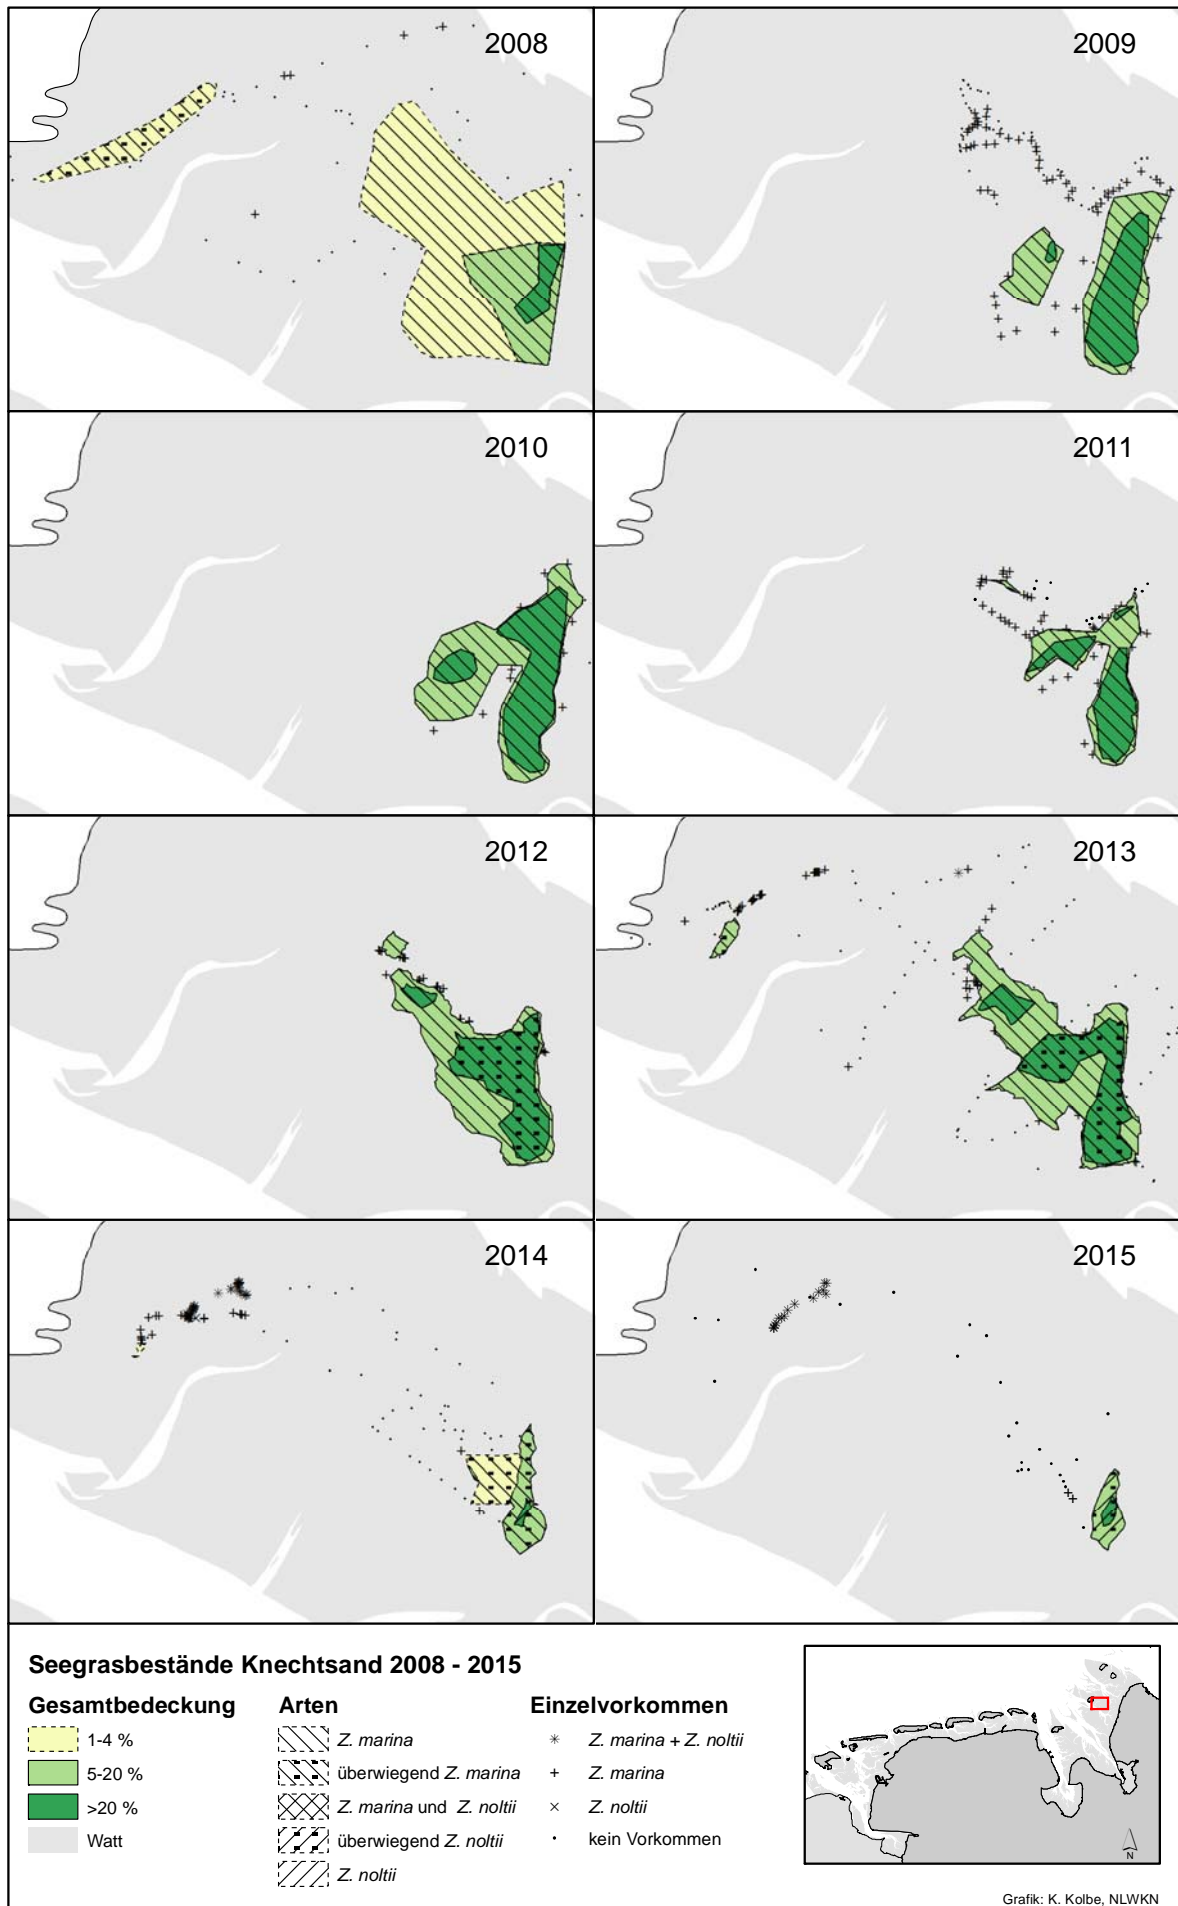 2008
2009
2010
2011
2012
2013
2014
2015
Seegrasbestände Knechtsand 2008 - 2015
Gesamtbedeckung
1-4 %
5-20 %
>20 %
Watt
Arten
Z. marina
überwiegend Z. marina
Z. marina und Z. noltii
überwiegend Z. noltii
Z. noltii
Einzelvorkommen
Z. marina + Z. noltii
Z. marina
Z. noltii
kein Vorkommen
N
Grafik: K. Kolbe, NLWKN